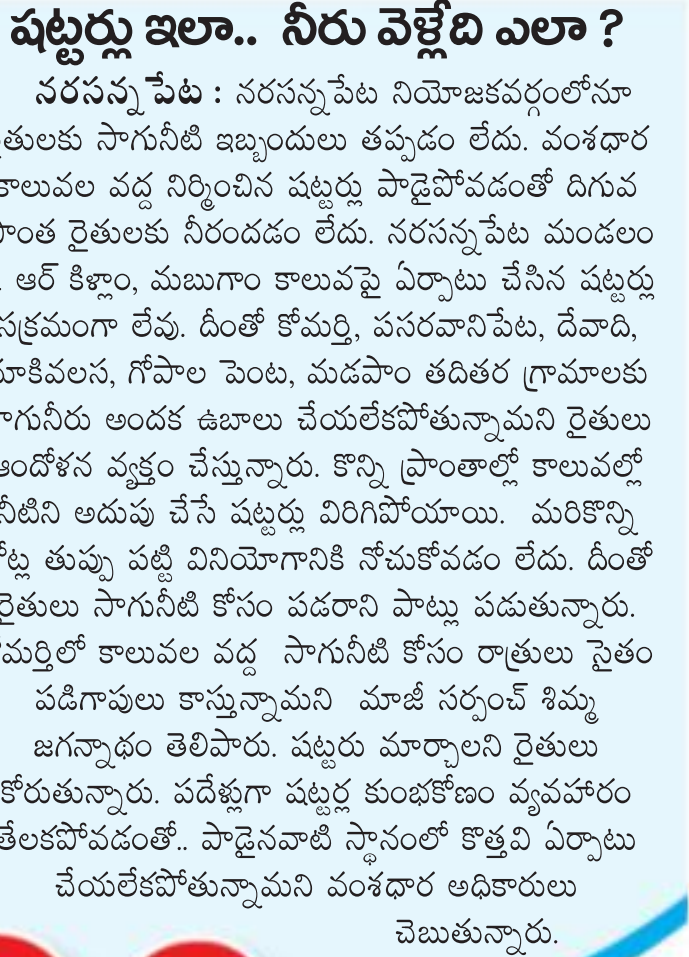 షట్టర్లు ఇలా.. నీరు వెళ్లేది ఎలా ?
నరసన్నపేట : నరసన్నపేట నియోజకవర్గంలోనూ
రైతులకు సాగునీటి ఇబ్బందులు తప్పడం లేదు. వంశధార
కాలువల వద్ద నిర్మించిన షట్టర్లు పాడైపోవడంతో దిగువ
ప్రాంత రైతులకు నీరందడం లేదు. నరసన్నపేట మండలం
ఆర్ కిళ్లాం, మబుగాం కాలువపై ఏర్పాటు చేసిన షట్టర్లు
సక్రమంగా లేవు. దీంతో కోమర్తి, పసరవానిపేట, దేవాది,
గోపాల పెంట, మడపాం తదితర గ్రామాలకు
సాగునీరు అందక ఉబాలు చేయలేకపోతున్నామని రైతులు
ఆందోళన వ్యక్తం చేస్తున్నారు. కొన్ని ప్రాంతాల్లో కాలువల్లో
నీటిని అదుపు చేసే షట్టర్లు విరిగిపోయాయి. మరికొన్ని
చోట్ల తుప్పు పట్టి వినియోగానికి నోచుకోవడం లేదు. దీంతో
రైతులు సాగునీటి కోసం పడరాని పాట్లు పడుతున్నారు.
కోమర్తిలో కాలువల వద్ద సాగునీటి కోసం రాత్రులు సైతం
పడిగాపులు కాస్తున్నామని మాజీ సర్పంచ్ శిమ్మ
జగన్నాథం తెలిపారు. షట్టరు మార్చాలని రైతులు
కోరుతున్నారు. పదేళ్లుగా షట్టర్ల కుంభకోణం వ్యవహారం
తేలకపోవడంతో.. పాడైనవాటి స్థానంలో కొత్తవి ఏర్పాటు
చేయలేకపోతున్నామని వంశధార అధికారులు
చెబుతున్నారు.